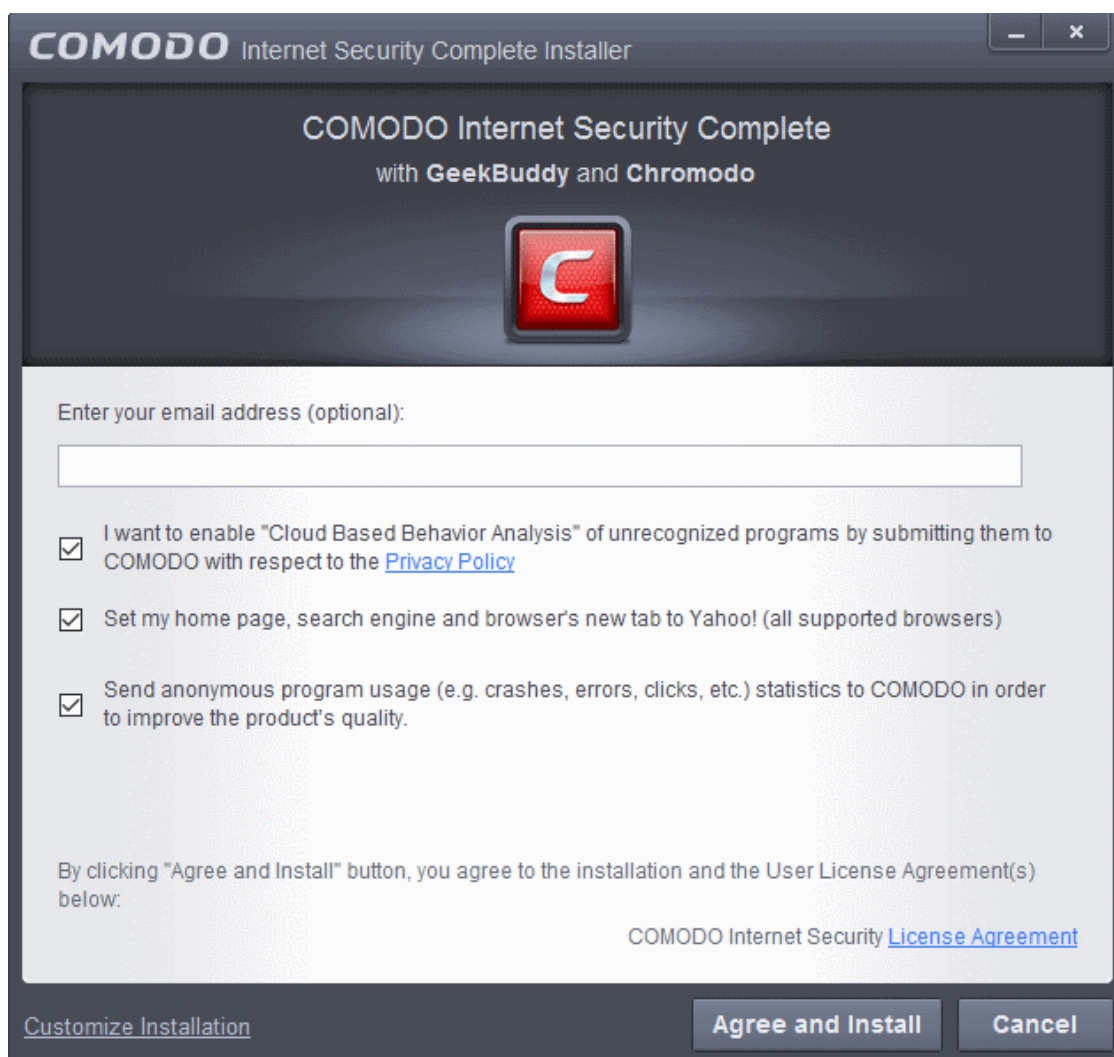 COMODO Internet Security Complete Installer
COMODO Internet Security Complete
with GeekBuddy and Chromodo
C
Enter your email address (optional):
I want to enable "Cloud Based Behavior Analysis" of unrecognized programs by submitting them to
COMODO with respect to the Privacy Policy
Set my home page, search engine and browser's new tab to Yahoo! (all supported browsers)
Send anonymous program usage (e.g. crashes, errors, clicks, etc.) statistics to COMODO in order
to improve the product's quality.
By clicking "Agree and Install" button, you agree to the installation and the User License Agreement(s)
below:
COMODO Internet Security License Agreement
Customize Installation
Agree and Install
Cancel